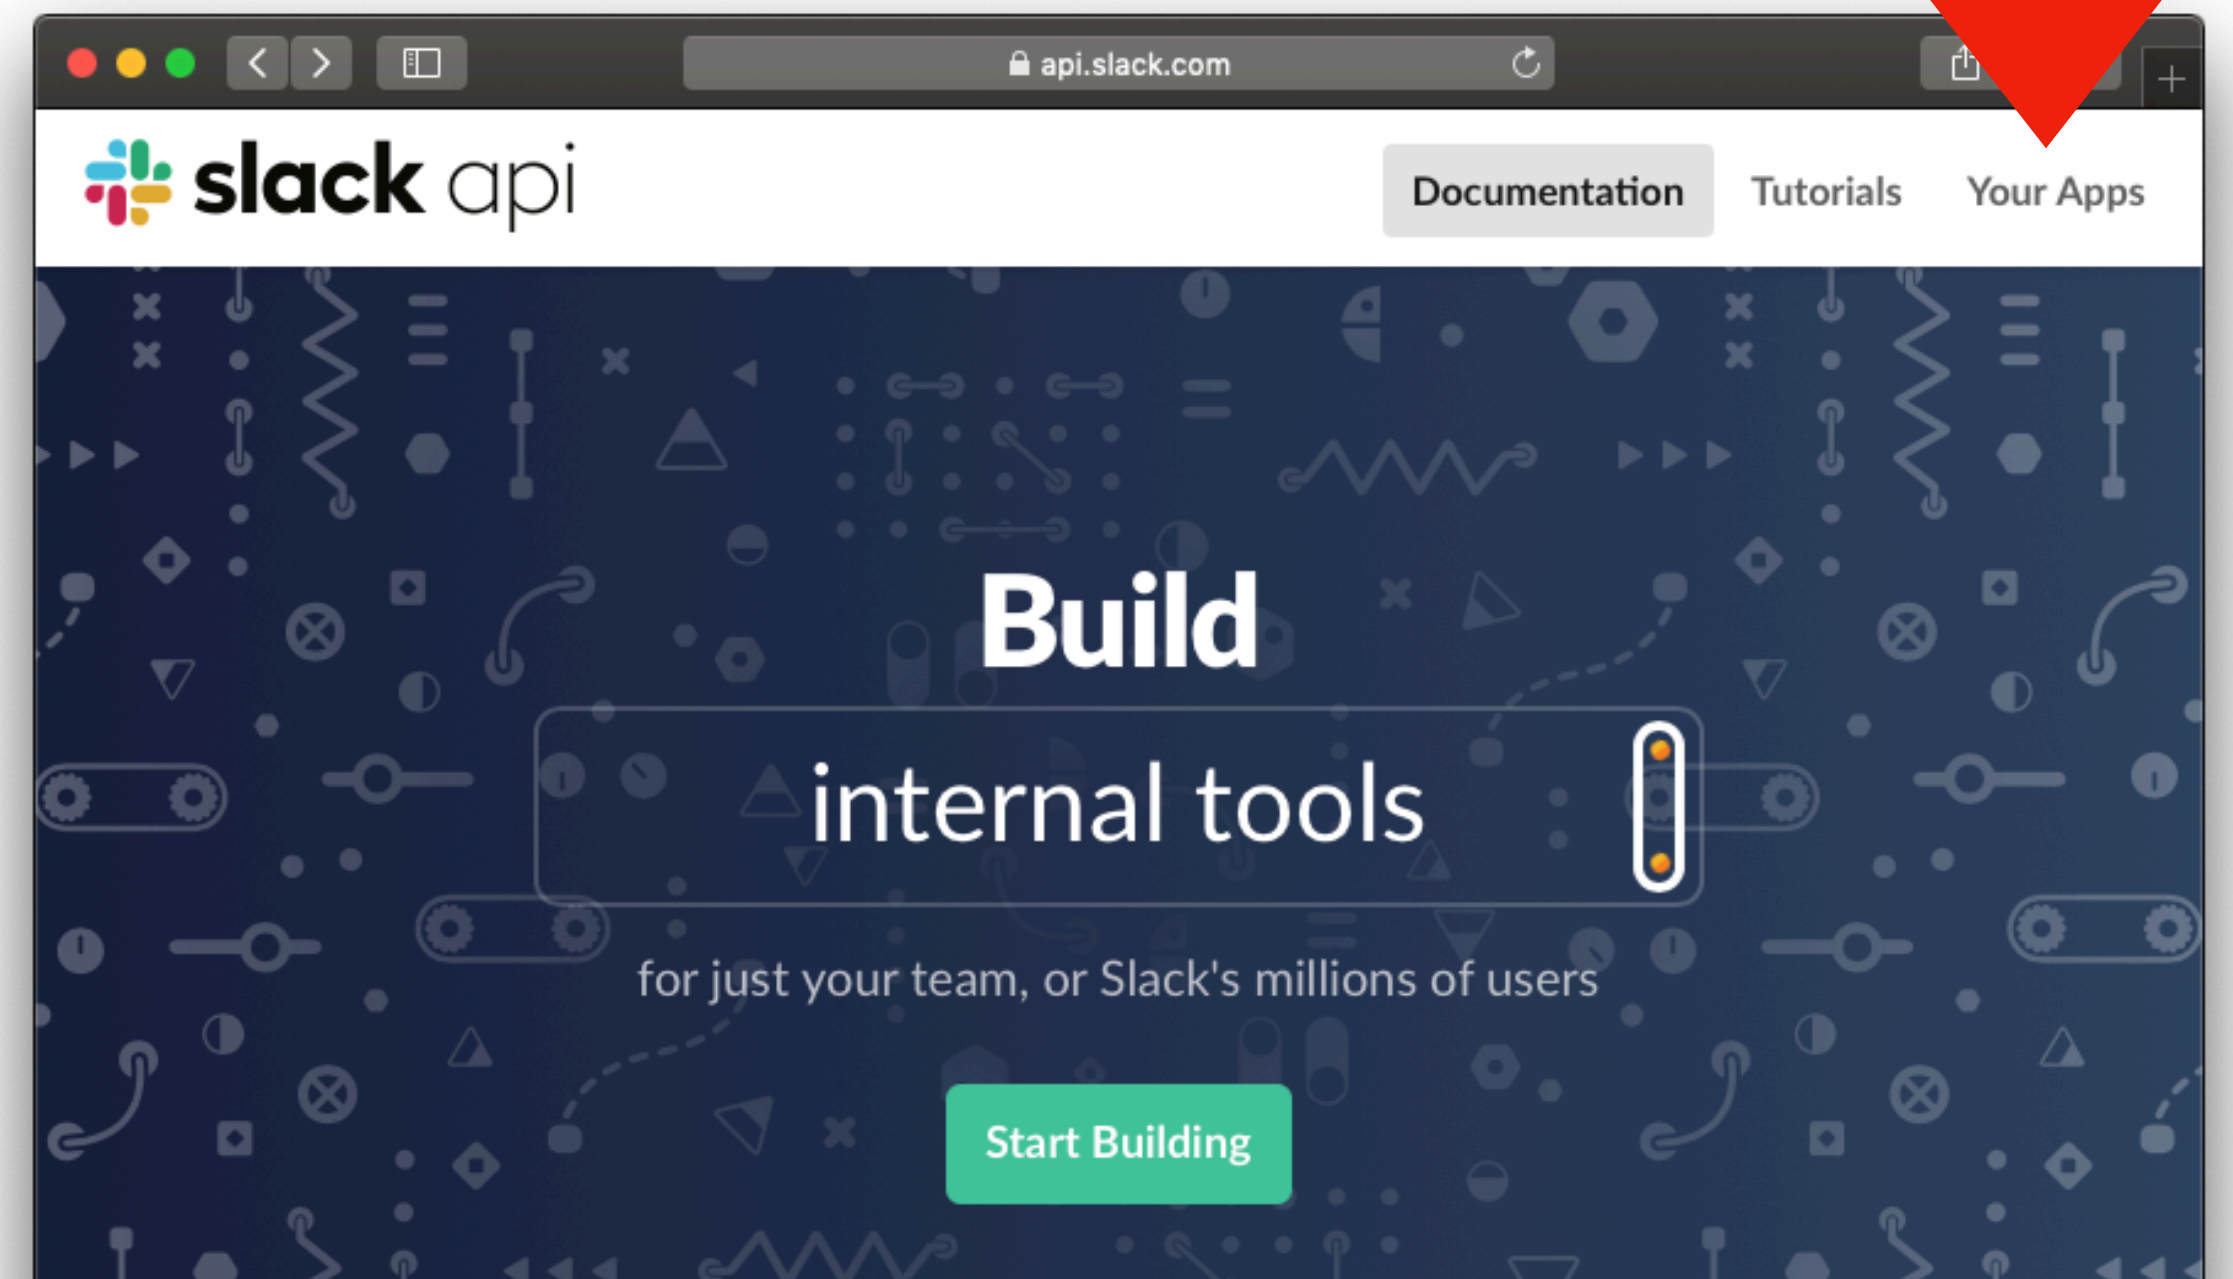 api.slack.com
slack api
Documentation Tutorials Your Apps
Build
internal tools
for just your team, or Slack's millions of users
Start Building